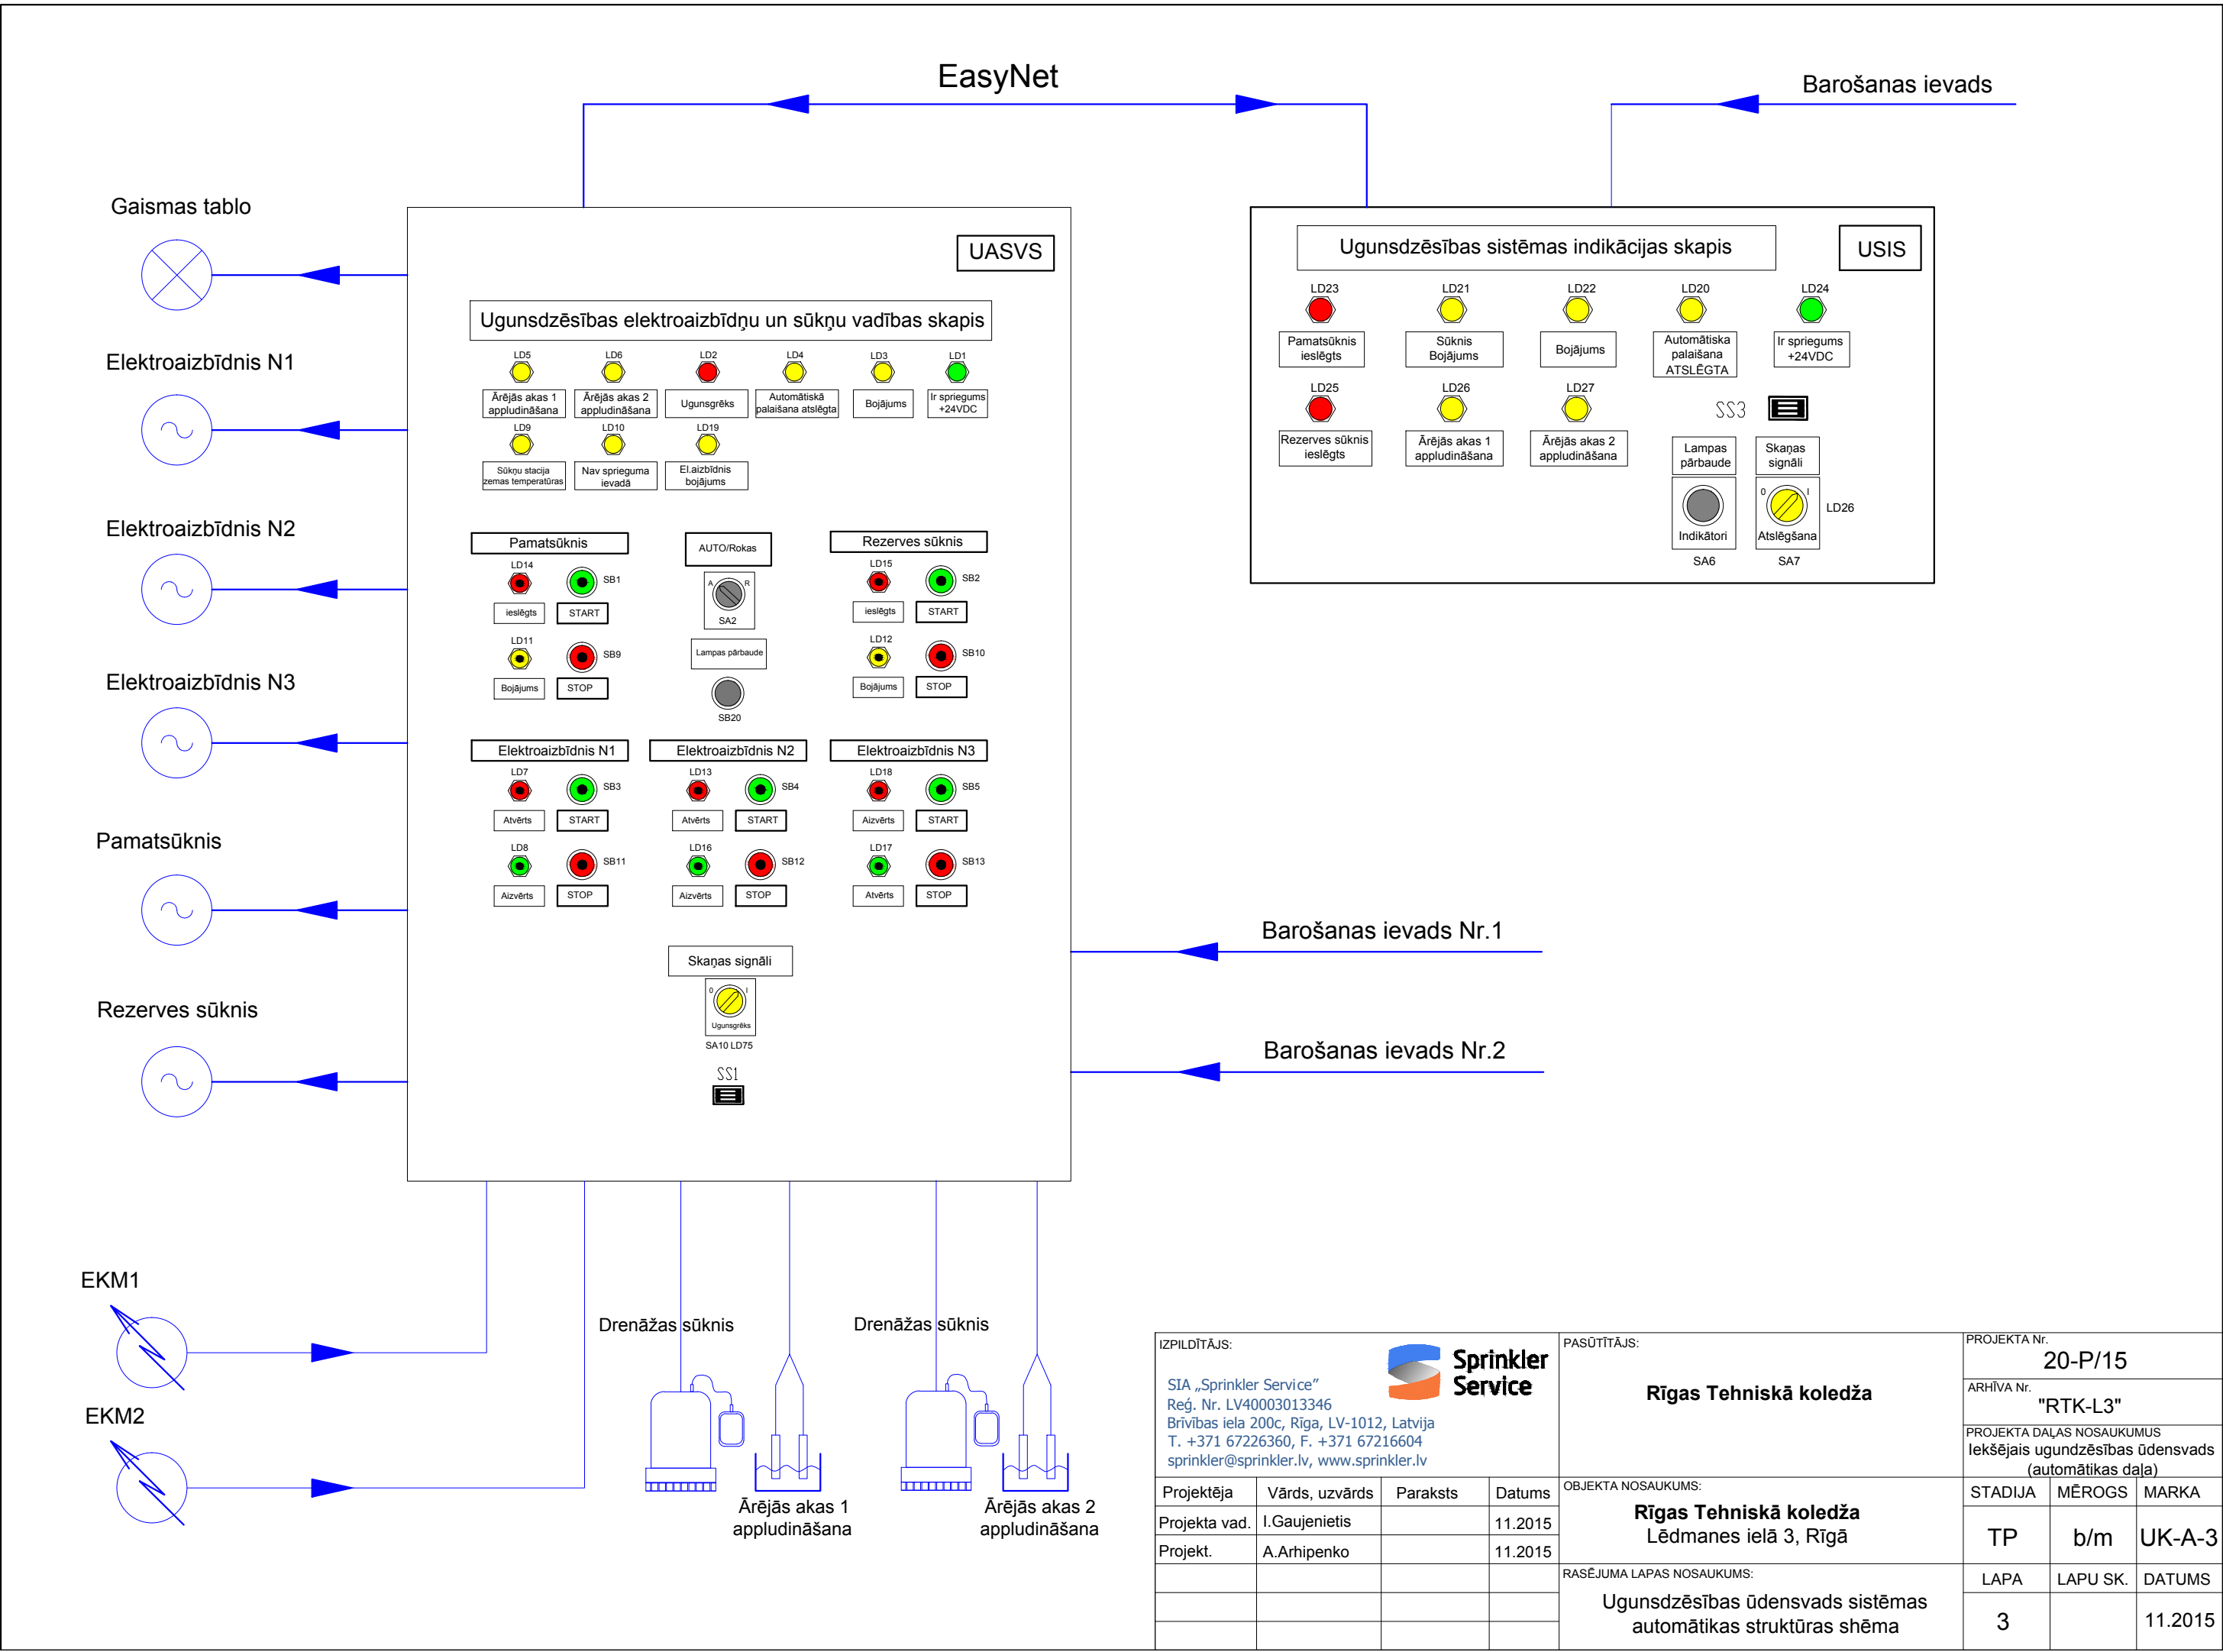 EasyNet
Barošanas ievads
Gaismas tablo
Elektroaizbīdnis N1
Elektroaizbīdnis N2
Elektroaizbīdnis N3
Pamatsūknis
Rezerves sūknis
UASVS
Ugunsdzēsības elektroaizbīdņu un sūkņu vadības skapis
LD5
LD6
LD2
LD4
LD3
LD1
Ārējās akas 1
appludināšana
Ārējās akas 2
appludināšana
Ugunsgrēks
Automātiskā
palaišana atslēgta
Bojājums
Ir spriegums
+24VDC
LD9
LD10
LD19
Sūkņu stacija
zemas temperatūras
Nav sprieguma
ievadā
El.aizbīdnis
bojājums
Pamatsūknis
LD14
SB1
ieslēgts
START
LD11
SB9
Bojājums
STOP
AUTO/Rokas
A
R
SA2
Lampas pārbaude
SB20
Rezerves sūknis
LD15
SB2
ieslēgts
START
LD12
SB10
Bojājums
STOP
Elektroaizbīdnis N1
LD7
SB3
Atvērts
START
LD8
SB11
Aizvērts
STOP
Elektroaizbīdnis N2
LD13
SB4
Atvērts
START
LD16
SB12
Aizvērts
STOP
Elektroaizbīdnis N3
LD18
SB5
Aizvērts
START
LD17
SB13
Atvērts
STOP
Skaņas signāli
0
I
Ugunsgrēks
SA10 LD75
SS1
USIS
Ugunsdzēsības sistēmas indikācijas skapis
LD23
LD21
LD22
LD20
LD24
Pamatsūknis
ieslēgts
Sūknis
Bojājums
Bojājums
Automātiska
palaišana
ATSLĒGTA
Ir spriegums
+24VDC
LD25
LD26
LD27
SS3
Rezerves sūknis
ieslēgts
Ārējās akas 1
appludināšana
Ārējās akas 2
appludināšana
Lampas
pārbaude
Skaņas
signāli
0
I
LD26
Indikātori
Atslēgšana
SA6
SA7
Barošanas ievads Nr.1
Barošanas ievads Nr.2
EKM1
EKM2
Drenāžas sūknis
Drenāžas sūknis
Ārējās akas 1
appludināšana
Ārējās akas 2
appludināšana
IZPILDĪTĀJS:
Sprinkler
Service
SIA „Sprinkler Service”
Reģ. Nr. LV40003013346
Brīvības iela 200c, Rīga, LV-1012, Latvija
T. +371 67226360, F. +371 67216604
sprinkler@sprinkler.lv, www.sprinkler.lv
PASŪTĪTĀJS:
Rīgas Tehniskā koledža
PROJEKTA Nr.
20-P/15
ARHĪVA Nr.
"RTK-L3"
PROJEKTA DAĻAS NOSAUKUMUS
Iekšējais ugundzēsības ūdensvads
(automātikas daļa)
Projektēja
Vārds, uzvārds
Paraksts
Datums
Projekta vad.
I.Gaujenietis
11.2015
Projekt.
A.Arhipenko
11.2015
OBJEKTA NOSAUKUMS:
Rīgas Tehniskā koledža
Lēdmanes ielā 3, Rīgā
STADIJA
MĒROGS
MARKA
TP
b/m
UK-A-3
RASĒJUMA LAPAS NOSAUKUMS:
Ugunsdzēsības ūdensvads sistēmas
automātikas struktūras shēma
LAPA
LAPU SK.
DATUMS
3
11.2015